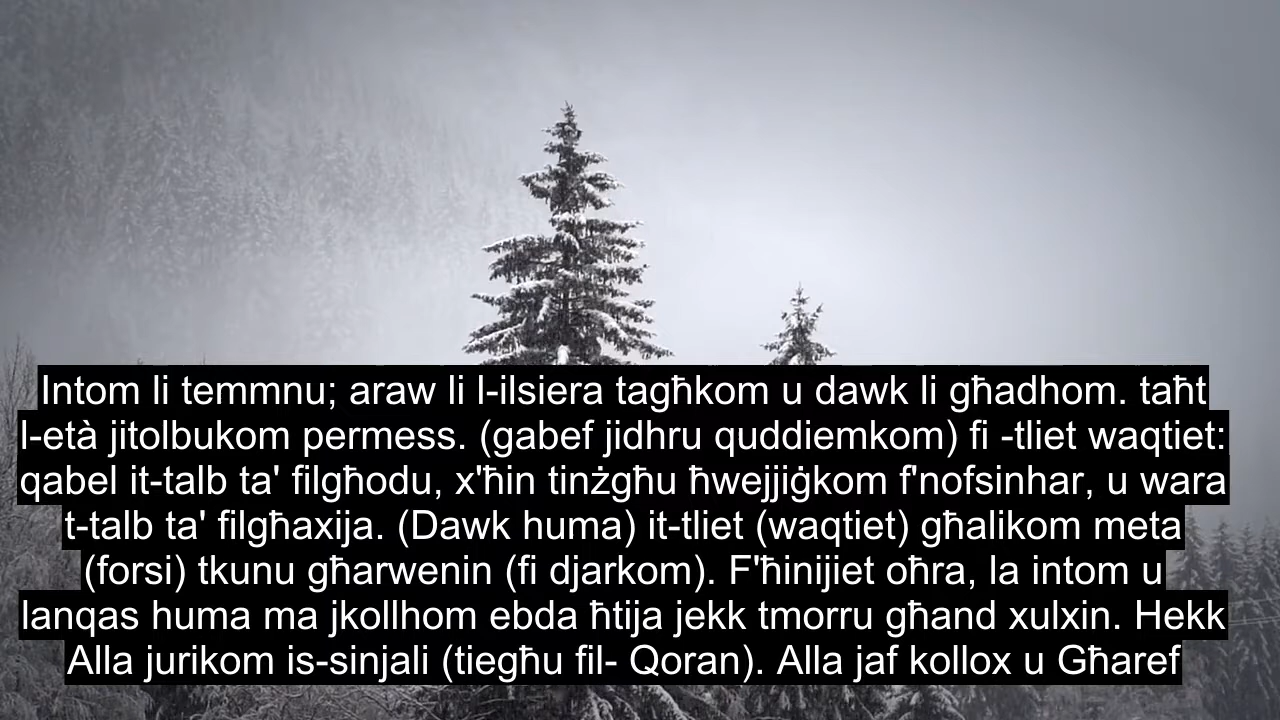 Intom li temmnu; araw li l-ilsiera tagħkom u dawk li għadhom. taħt
l-età jitolbukom permess. (gabef jidhru quddiemkom) fi -tliet waqtiet:
qabel it-talb ta' filgħodu, x'ħin tinżgħu ħwejjiġkom f'nofsinhar, u wara
t-talb ta' filgħaxija. (Dawk huma) it-tliet (waqtiet) għalikom meta
(forsi) tkunu għarwenin (fi djarkom). F'ħinijiet oħra, la intom u
lanqas huma ma jkollhom ebda ħtija jekk tmorru għand xulxin. Hekk
Alla jurikom is-sinjali (tiegħu fil- Qoran). Alla jaf kollox u Għaref